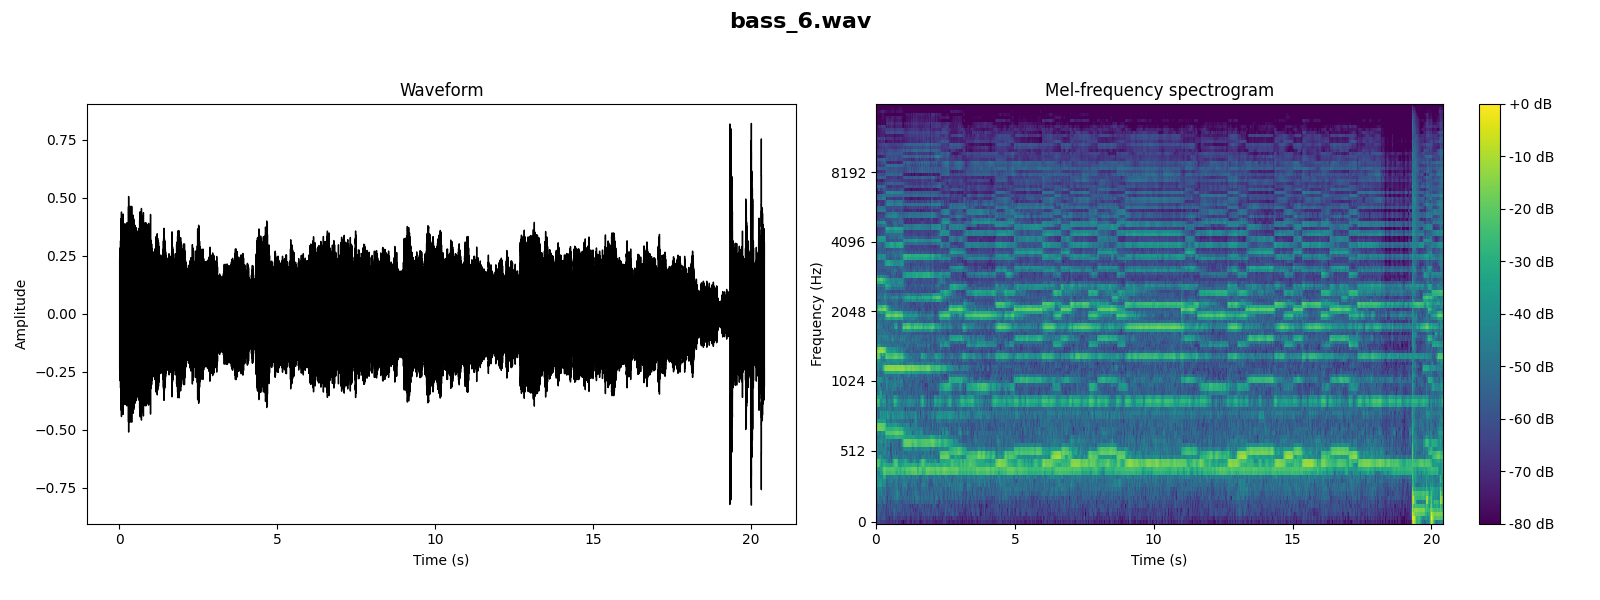 bass_6.wav
Waveform
Mel-frequency spectrogram
Amplitude
0.75
0.50
0.25
0.00
−0.25
−0.50
−0.75
0 5 10 15 20
Time (s)
Frequency (Hz)
8192
4096
2048
1024
512
0
0 5 10 15 20
Time (s)
+0 dB
-10 dB
-20 dB
-30 dB
-40 dB
-50 dB
-60 dB
-70 dB
-80 dB